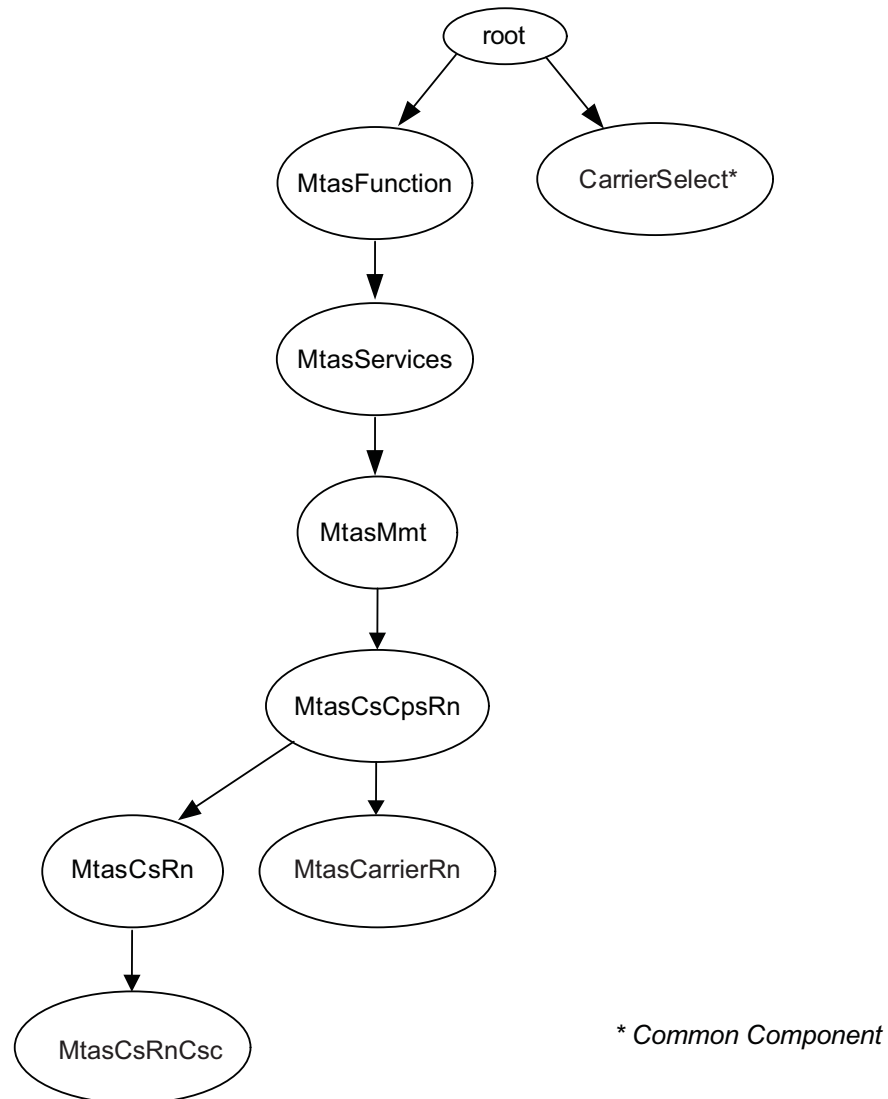 root
MtasFunction
CarrierSelect*
MtasServices
MtasMmt
MtasCsCpsRn
MtasCsRn
MtasCarrierRn
MtasCsRnCsc
* Common Component